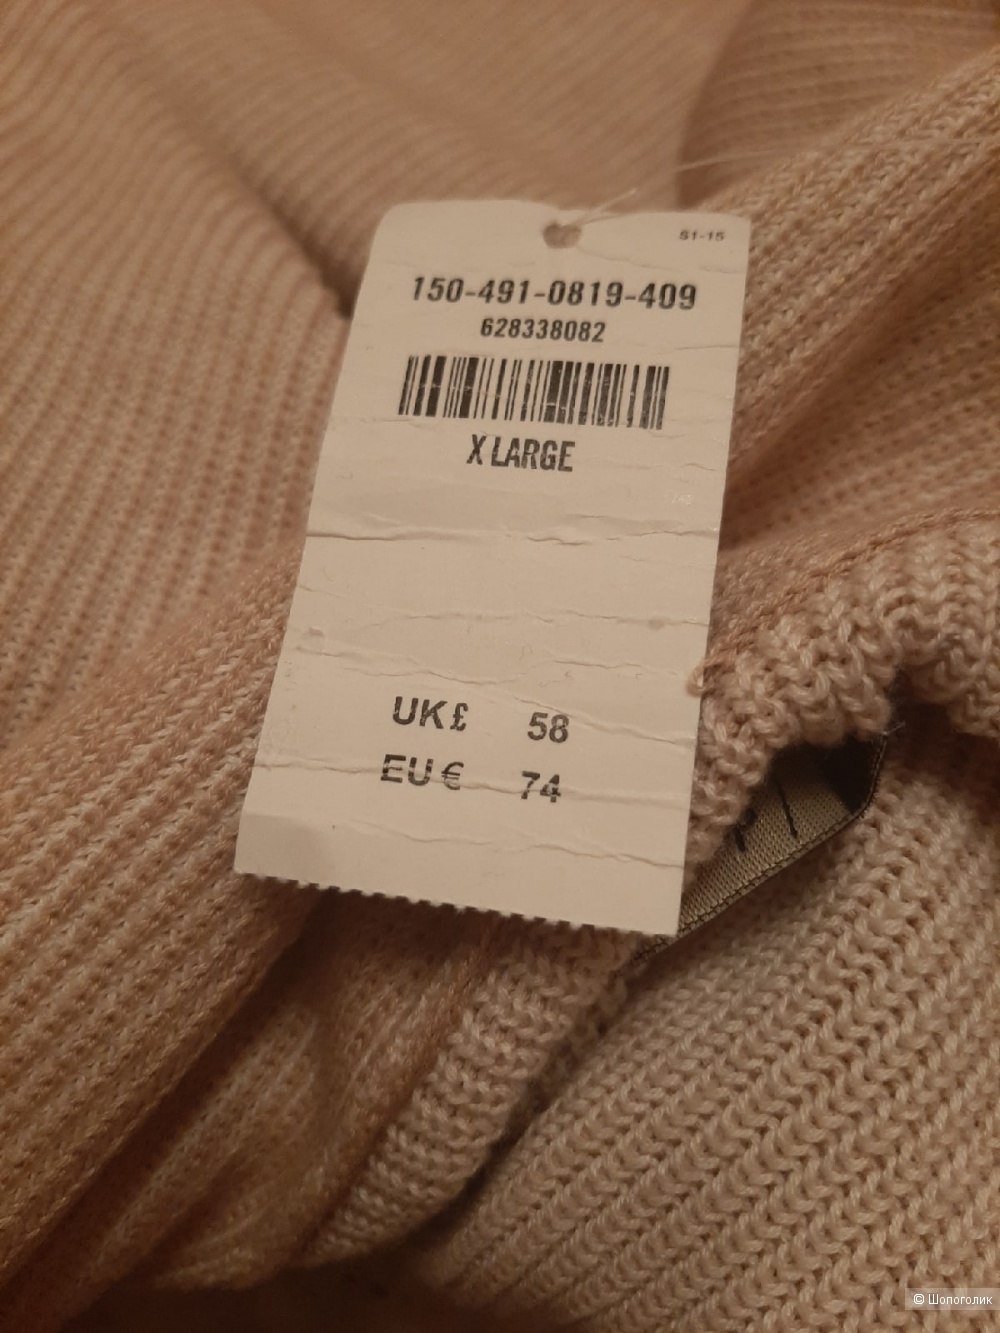 S1-15
150-491-0819-409
628338082
X LARGE
UK£ 58
EU€ 74
© Шопоголик